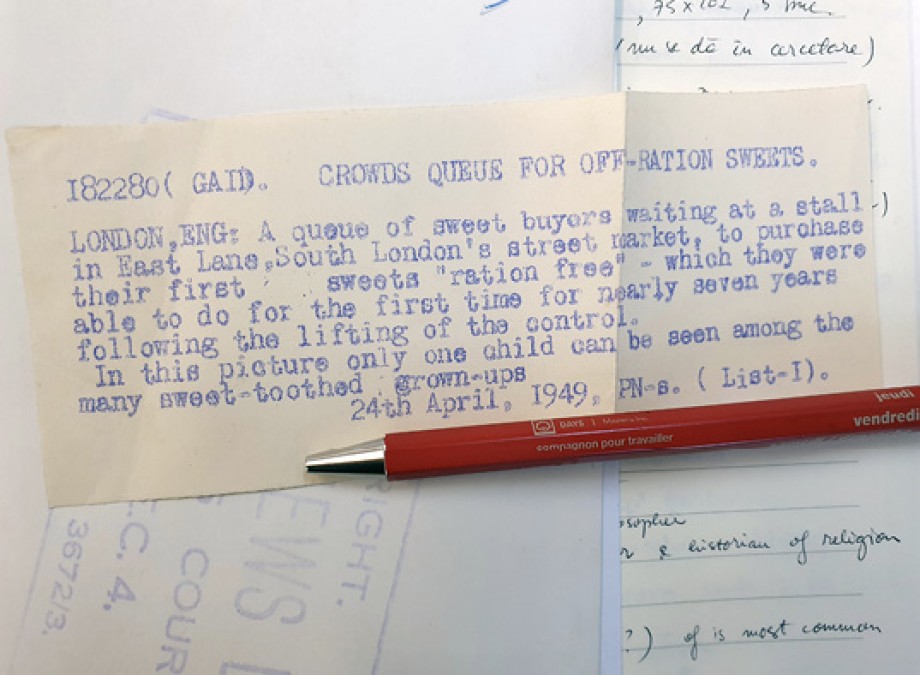 , 75 x 102, 5 mc.
(nu se dă în cercetare)
182280( GAID).   CROWDS QUEUE FOR OFF-RATION SWEETS.
LONDON,ENG: A queue of sweet buyers waiting at a stall
in East Lane,South London's street market, to purchase
their first sweets "ration free" - which they were
able to do for the first time for nearly seven years
following the lifting of the control.
In this picture only one child can be seen among the
many sweet-toothed grown-ups
24th April, 1949, PN-s. ( List-I).
jeudi
vendredi
DAYS
compagnon pour travailler
RIGHT.
EWS
COUR
E.C. 4.
3672/3.
osopher
r & historian of religion
?) of is most common